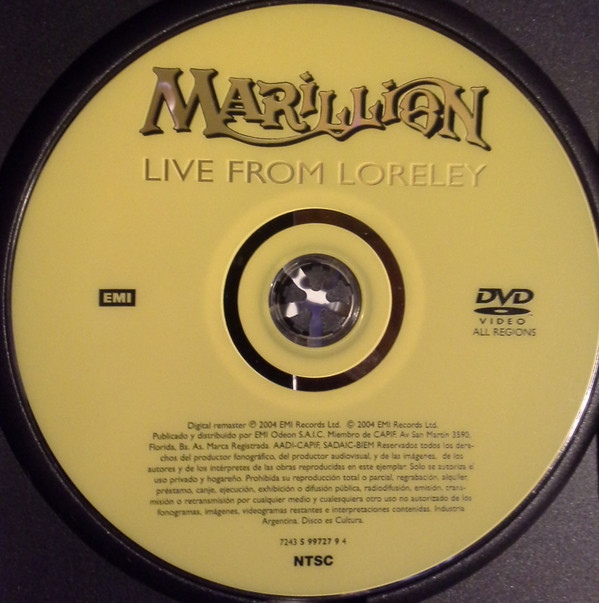 MARILLION
LIVE FROM LORELEY
EMI
DVD
VIDEO
ALL REGIONS
Digital remaster ℗ 2004 EMI Records Ltd. © 2004 EMI Records Ltd.
Publicado y distribuido por EMI Odeon S.A.I.C. Miembro de CAPIF. Av San Martin 2590,
Florida, Bs. As. Marca Registrada. AADI-CAPIF, SADAIC-BIEM Reservados todos los dere-
chos del productor fonográfico, del productor audiovisual, y de las imágenes, de los
autores y de los intérpretes de las obras reproducidas en este ejemplar. Solo se autoriza el
uso privado y hogareño. Prohibida su reproducción total o parcial, regrabación, alquiler,
préstamo, canje, ejecución, exhibición o difusión pública, radiodifusión, emisión, trans-
misión o retransmisión por cualquier medio y cualesquiera otro uso no autorizado de los
fonogramas, imágenes, videogramas restantes e interpretaciones contenidas. Industria
Argentina. Disco es Cultura.
7243 5 99727 9 4
NTSC